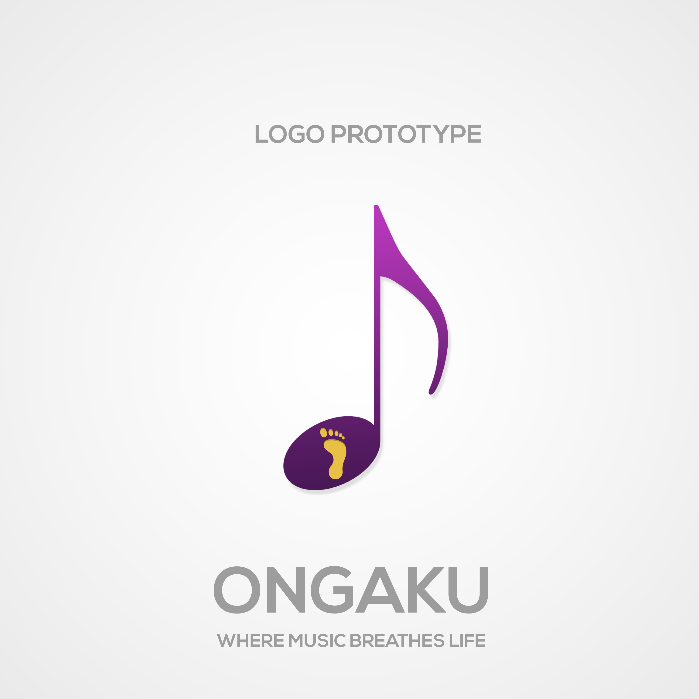 LOGO PROTOTYPE
ONGAKU
WHERE MUSIC BREATHES LIFE